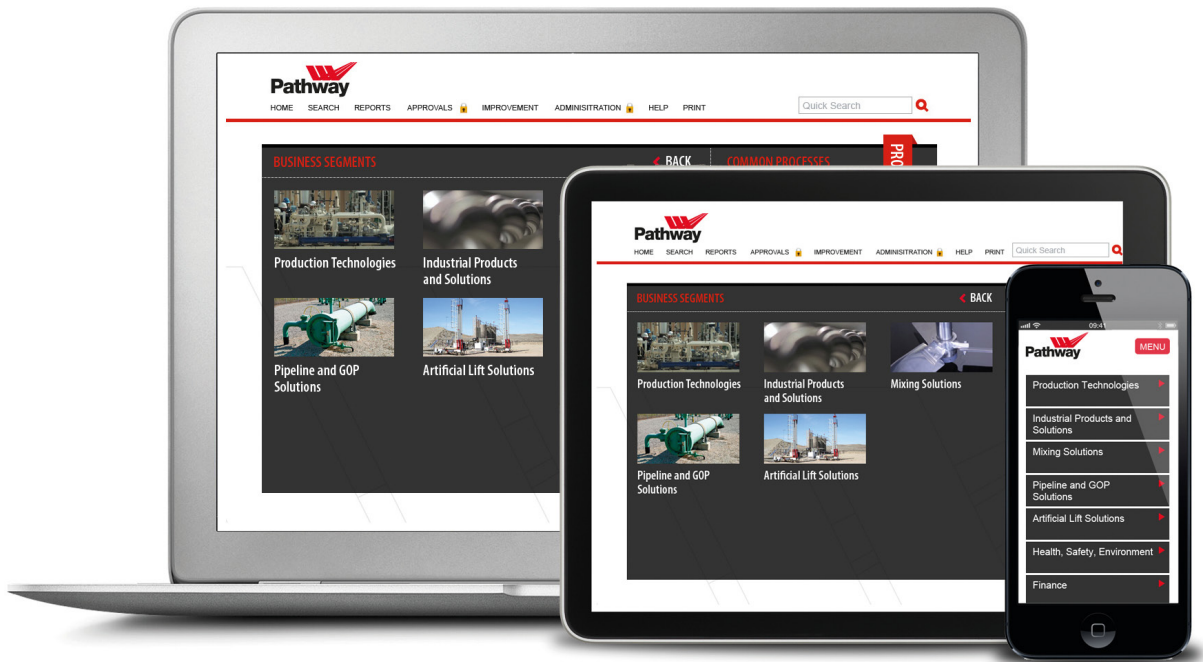 Pathway
HOME SEARCH REPORTS APPROVALS IMPROVEMENT ADMINISITRATION HELP PRINT
Quick Search
BUSINESS SEGMENTS
BACK
COMMON PROCESSES
PRO
Production Technologies
Industrial Products
and Solutions
Pipeline and GOP
Solutions
Artificial Lift Solutions
Pathway
HOME SEARCH REPORTS APPROVALS IMPROVEMENT ADMINISITRATION HELP PRINT
Quick Search
BUSINESS SEGMENTS
BACK
Production Technologies
Industrial Products
and Solutions
Mixing Solutions
Pipeline and GOP
Solutions
Artificial Lift Solutions
09:41
Pathway
MENU
Production Technologies
Industrial Products and
Solutions
Mixing Solutions
Pipeline and GOP
Solutions
Artificial Lift Solutions
Health, Safety, Environment
Finance